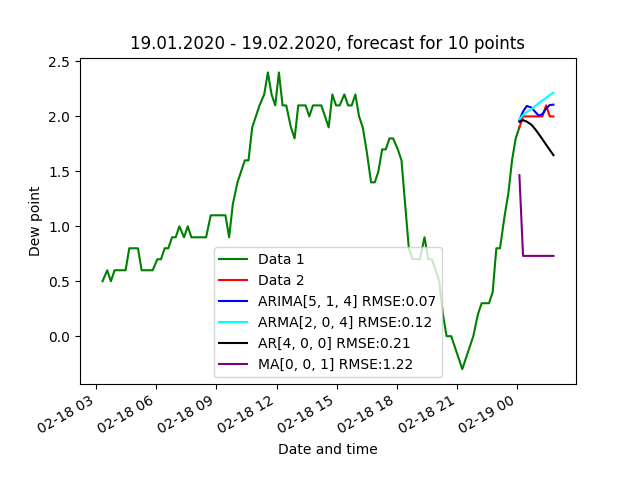 19.01.2020 - 19.02.2020, forecast for 10 points
2.5
2.0
1.5
1.0
0.5
0.0
Dew point
Data 1
Data 2
ARIMA[5, 1, 4] RMSE:0.07
ARMA[2, 0, 4] RMSE:0.12
AR[4, 0, 0] RMSE:0.21
MA[0, 0, 1] RMSE:1.22
02-18 03
02-18 06
02-18 09
02-18 12
02-18 15
02-18 18
02-18 21
02-19 00
Date and time